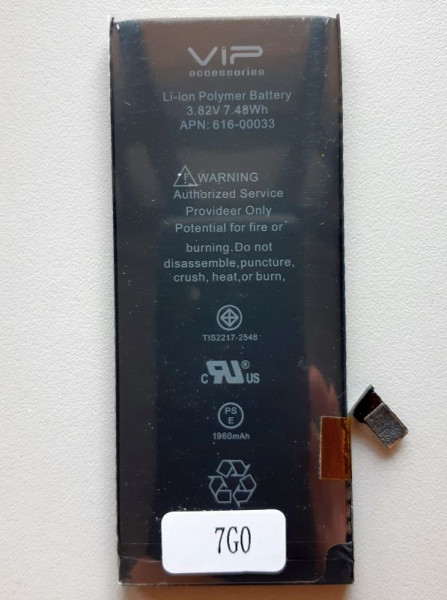 VIP
accessories
Li-Ion Polymer Battery
3.82V 7.48Wh
APN: 616-00033
WARNING
Authorized Service
Provideer Only
Potential for fire or
burning.Do not
disassemble,puncture,
crush, heat,or burn,
TIS2217-2548
c RU ® US
PS
E
1960mAh
7G0